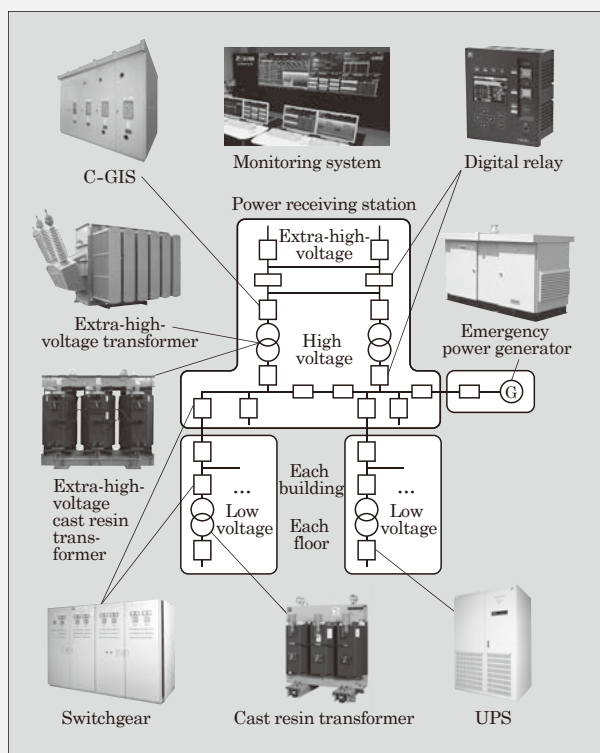 C-GIS
Monitoring system
Digital relay
Power receiving station
Extra-high-
voltage
Extra-high-
voltage transformer
High
voltage
Emergency
power generator
G
Extra-high-
voltage
cast resin
trans-
former
...
Low
voltage
Each
building
Each
floor
...
Low
voltage
Switchgear
Cast resin transformer
UPS